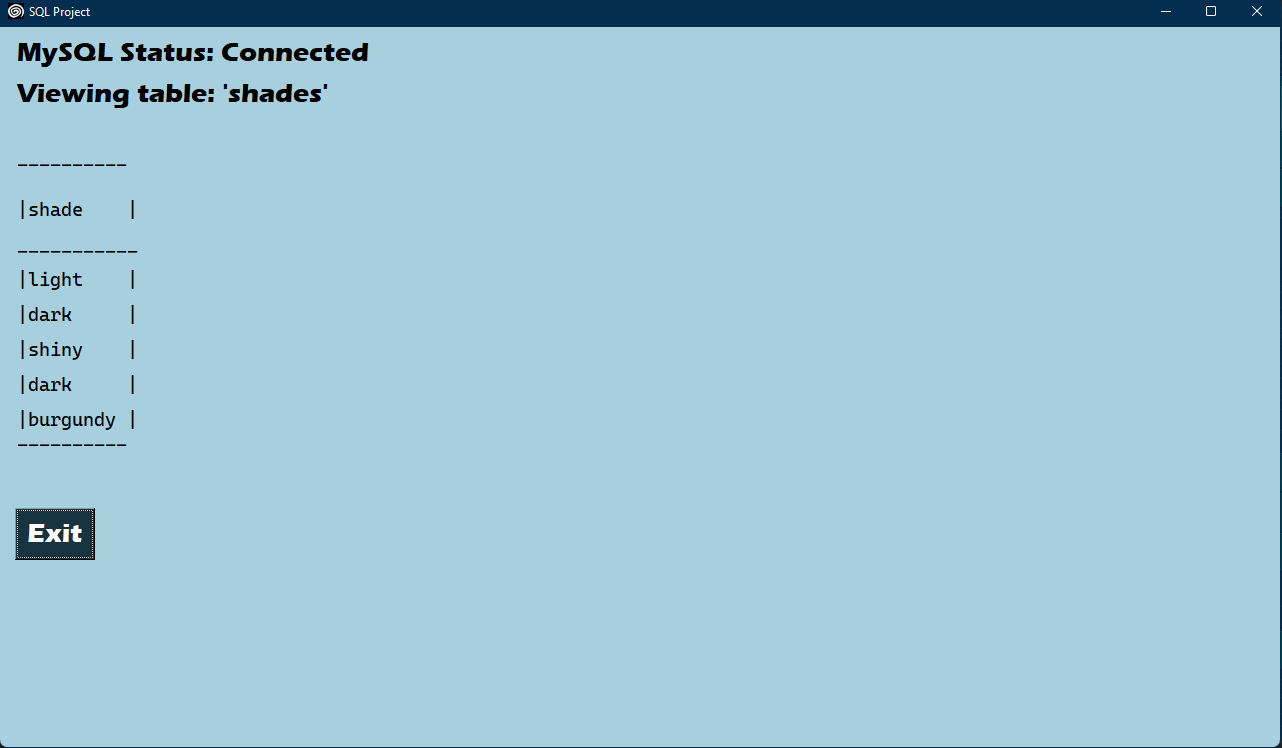 SQL Project
MySQL Status: Connected
Viewing table: 'shades'
----------
|shade    |
-----------
|light    |
|dark     |
|shiny    |
|dark     |
|burgundy |
----------
Exit